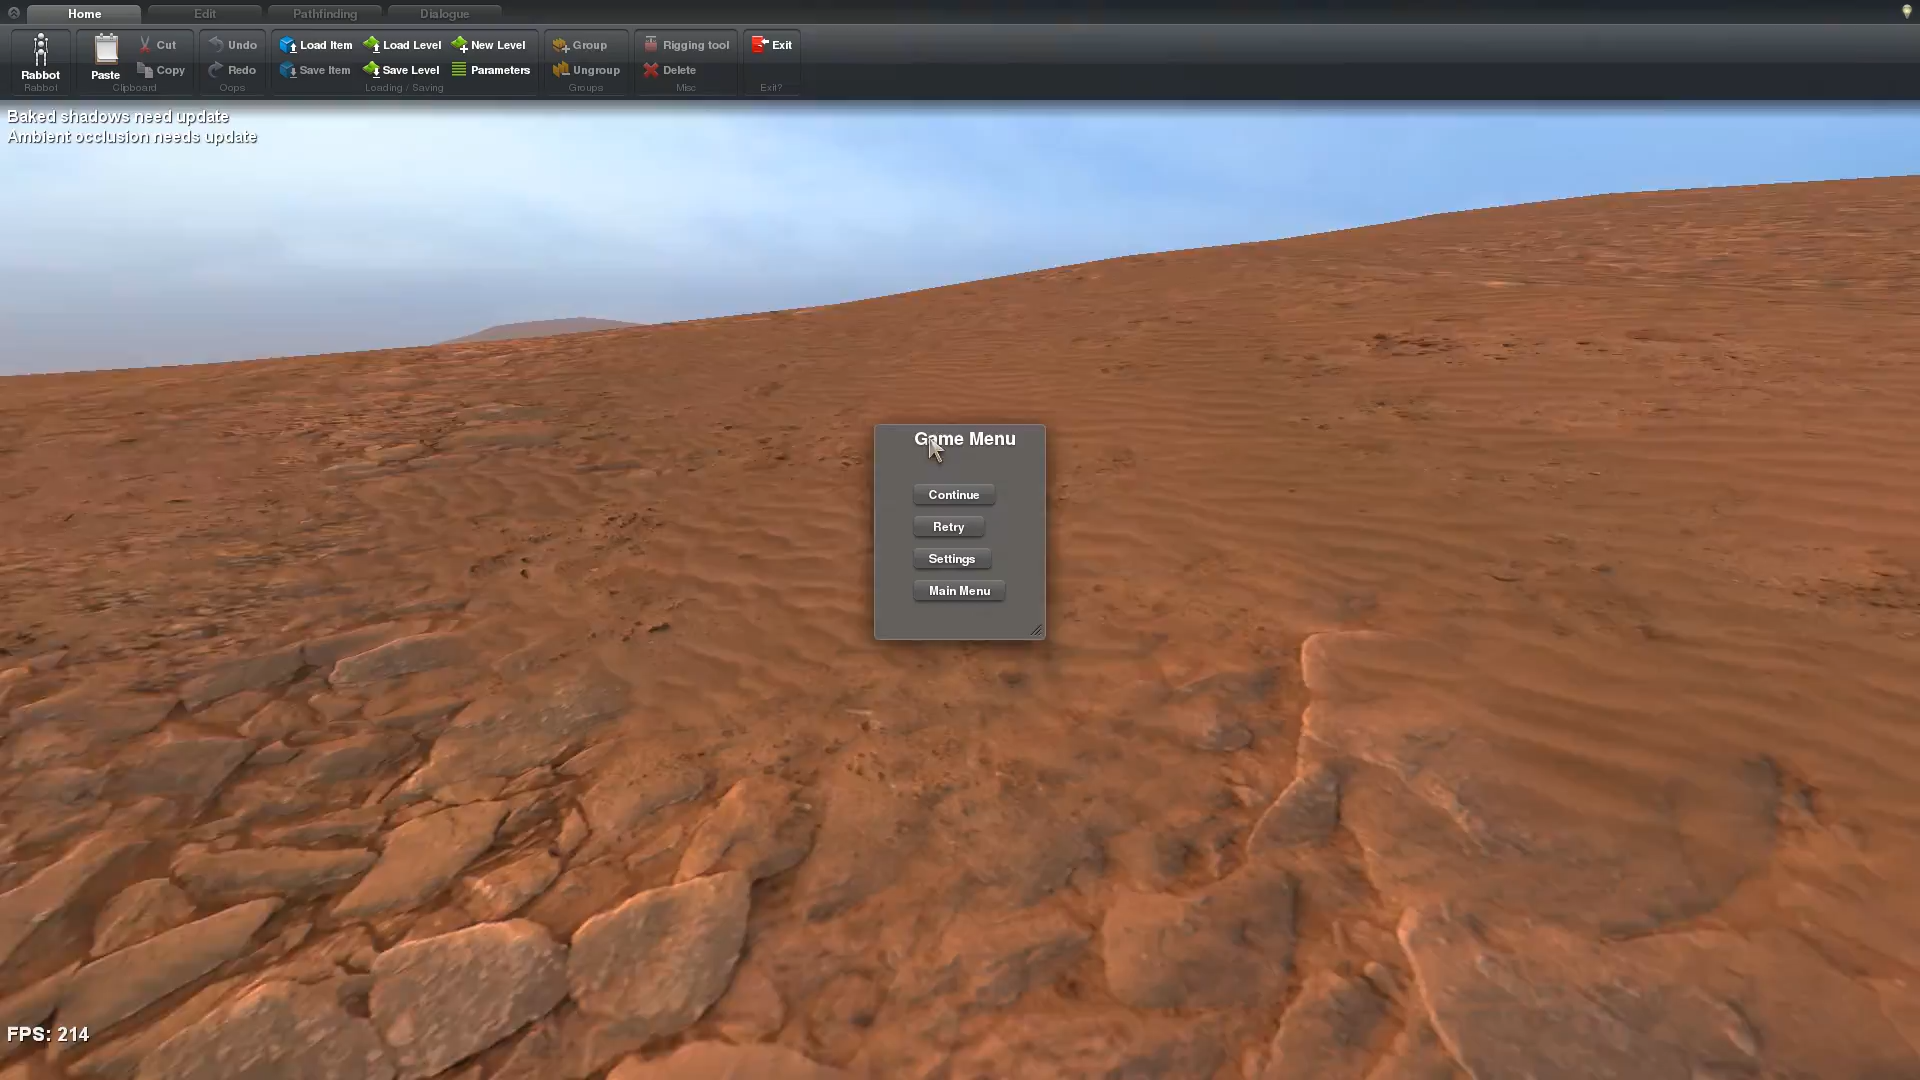 Home Edit Pathfinding Dialogue
Rabbot
Rabbot
Paste
Cut
Copy
Clipboard
Undo
Redo
Oops
Load Item Load Level New Level
Save Item Save Level Parameters
Loading / Saving
Group
Ungroup
Groups
Rigging tool
Delete
Misc
Exit
Exit?
Baked shadows need update
Ambient occlusion needs update
Game Menu
Continue
Retry
Settings
Main Menu
FPS: 214